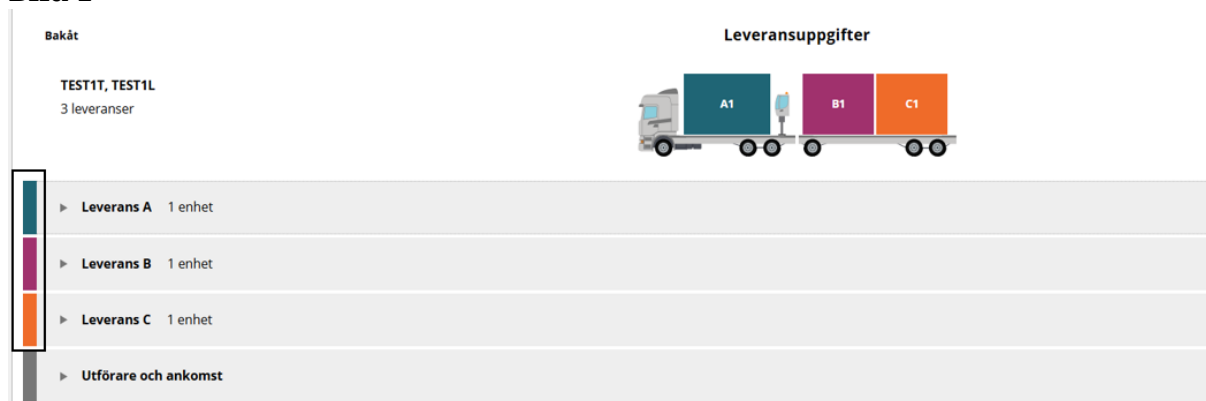 Bakåt
Leveransuppgifter
TEST1T, TEST1L
3 leveranser
A1
B1
C1
Leverans A 1 enhet
Leverans B 1 enhet
Leverans C 1 enhet
Utförare och ankomst